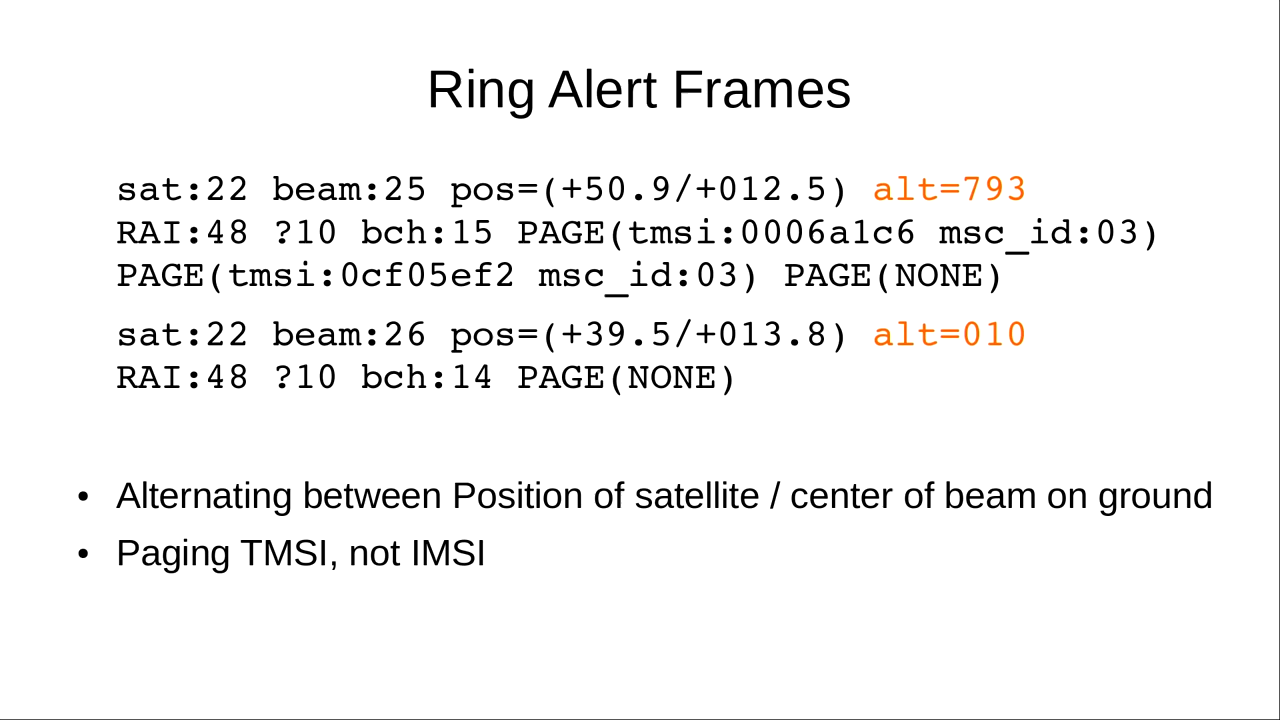 Ring Alert Frames
sat:22 beam:25 pos=(+50.9/+012.5) alt=793
RAI:48 ?10 bch:15 PAGE(tmsi:0006a1c6 msc_id:03)
PAGE(tmsi:0cf05ef2 msc_id:03) PAGE(NONE)
sat:22 beam:26 pos=(+39.5/+013.8) alt=010
RAI:48 ?10 bch:14 PAGE(NONE)
• Alternating between Position of satellite / center of beam on ground
• Paging TMSI, not IMSI